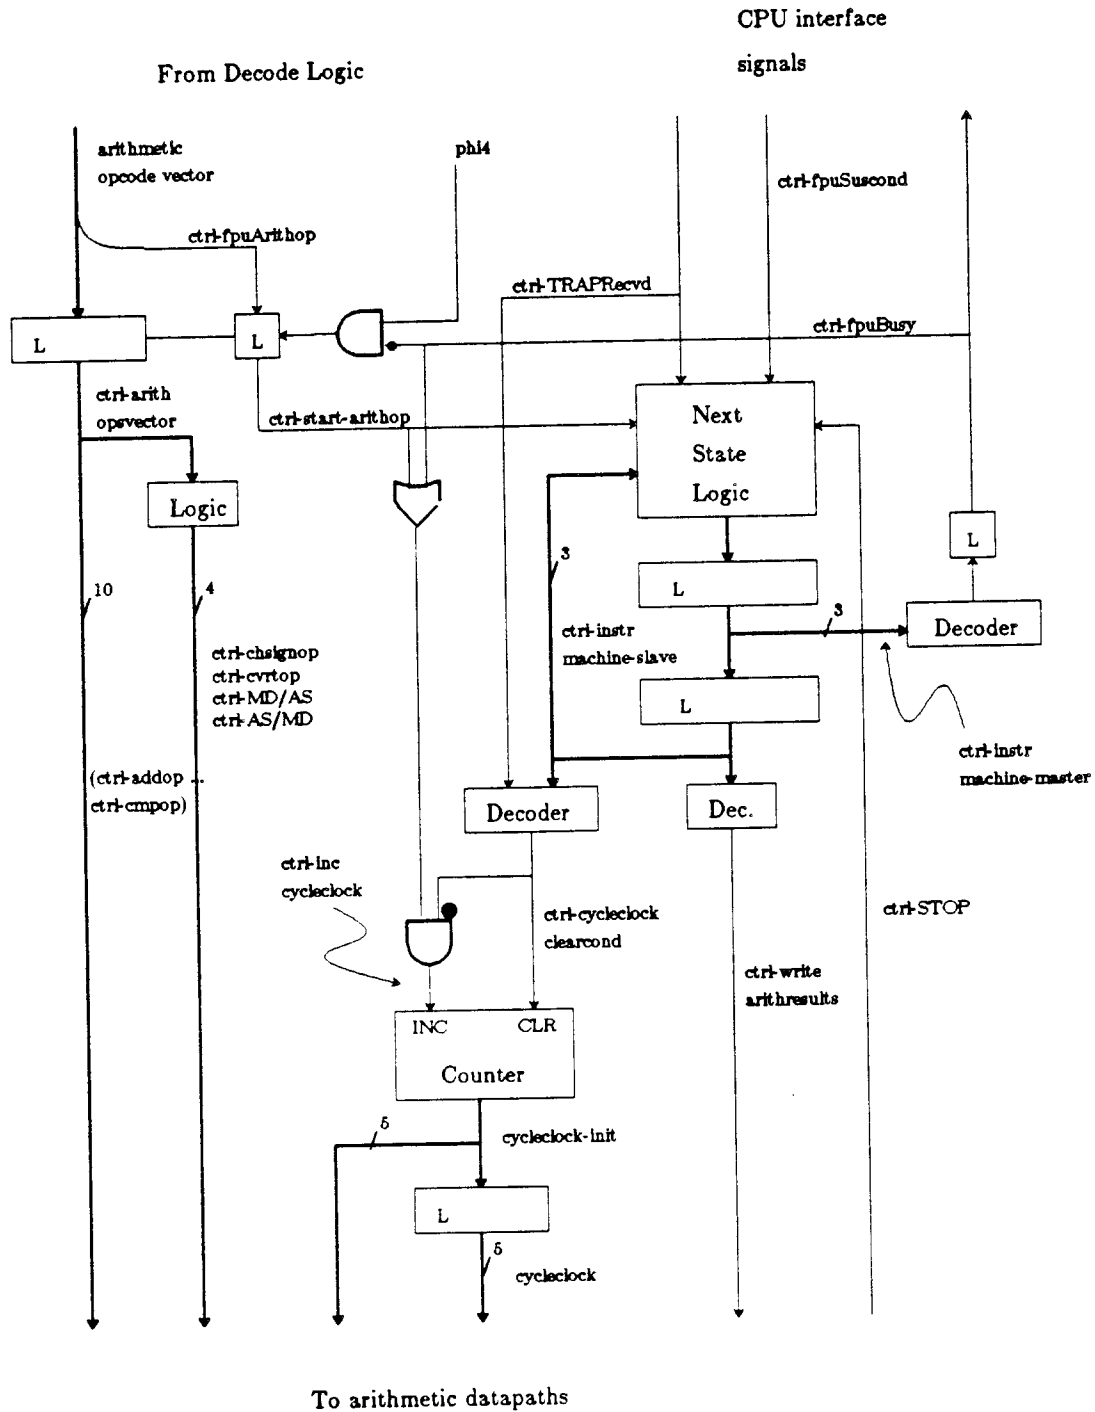 CPU interface
signals
From Decode Logic
arithmetic
opcode vector
phi4
ctrl-fpuSuscond
ctrl-fpuArithop
ctrl-TRAPRecvd
ctrl-fpuBusy
L
L
ctrl-arith
opsvector
ctrl-start-arithop
Next
State
Logic
Logic
L
3
10
4
L
3
Decoder
ctrl-instr
machine-slave
ctrl-chsignop
ctrl-cvrtop
ctrl-MD/AS
ctrl-AS/MD
L
ctrl-instr
machine-master
(ctrl-addop ..
ctrl-cmpop)
Decoder
Dec.
ctrl-inc
cycleclock
ctrl-cycleclock
clearcond
ctrl-STOP
ctrl-write
arithresults
INC
CLR
Counter
5
cycleclock-init
L
5
cycleclock
To arithmetic datapaths